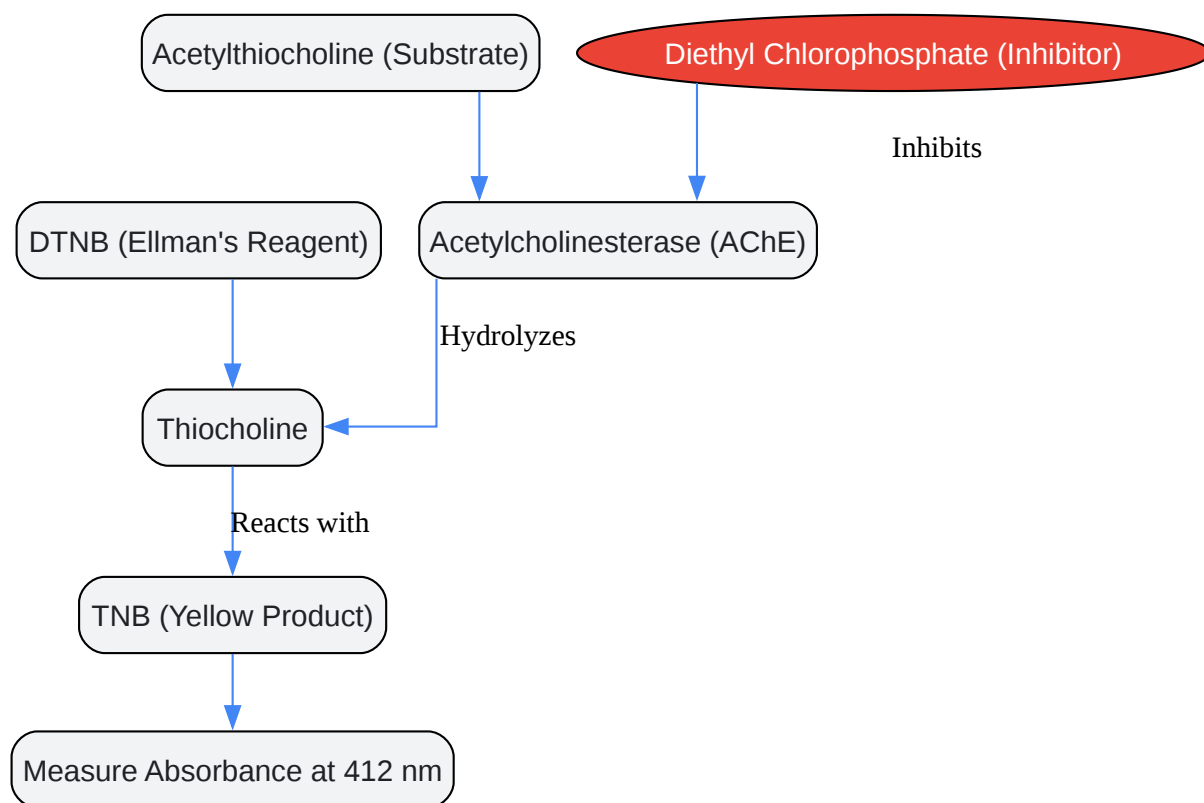 Acetylthiocholine (Substrate)
Diethyl Chlorophosphate (Inhibitor)
Inhibits
DTNB (Ellman's Reagent)
Acetylcholinesterase (AChE)
Hydrolyzes
Thiocholine
Reacts with
TNB (Yellow Product)
Measure Absorbance at 412 nm